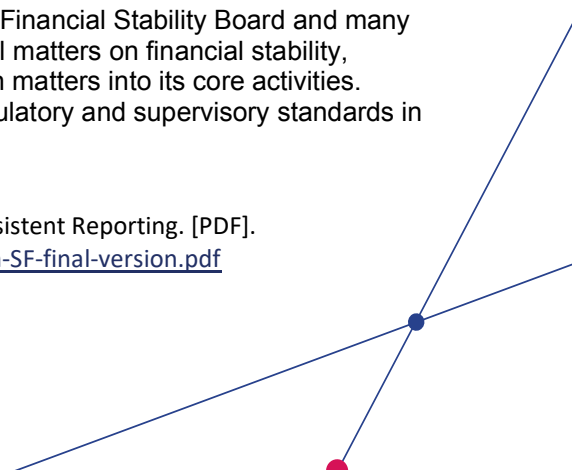 Financial Stability Board and many
l matters on financial stability,
n matters into its core activities.
ulatory and supervisory standards in
sistent Reporting. [PDF].
-SF-final-version.pdf